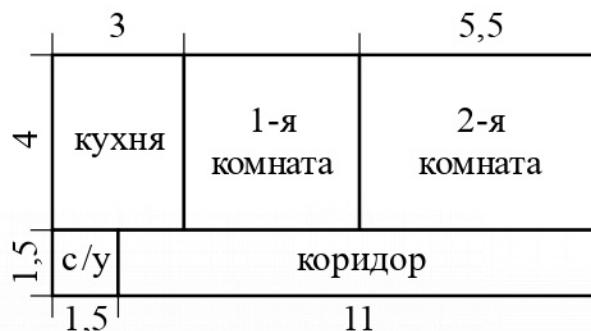 3
5,5
4
кухня
1-я
комната
2-я
комната
1,5
с/у
коридор
1,5
11